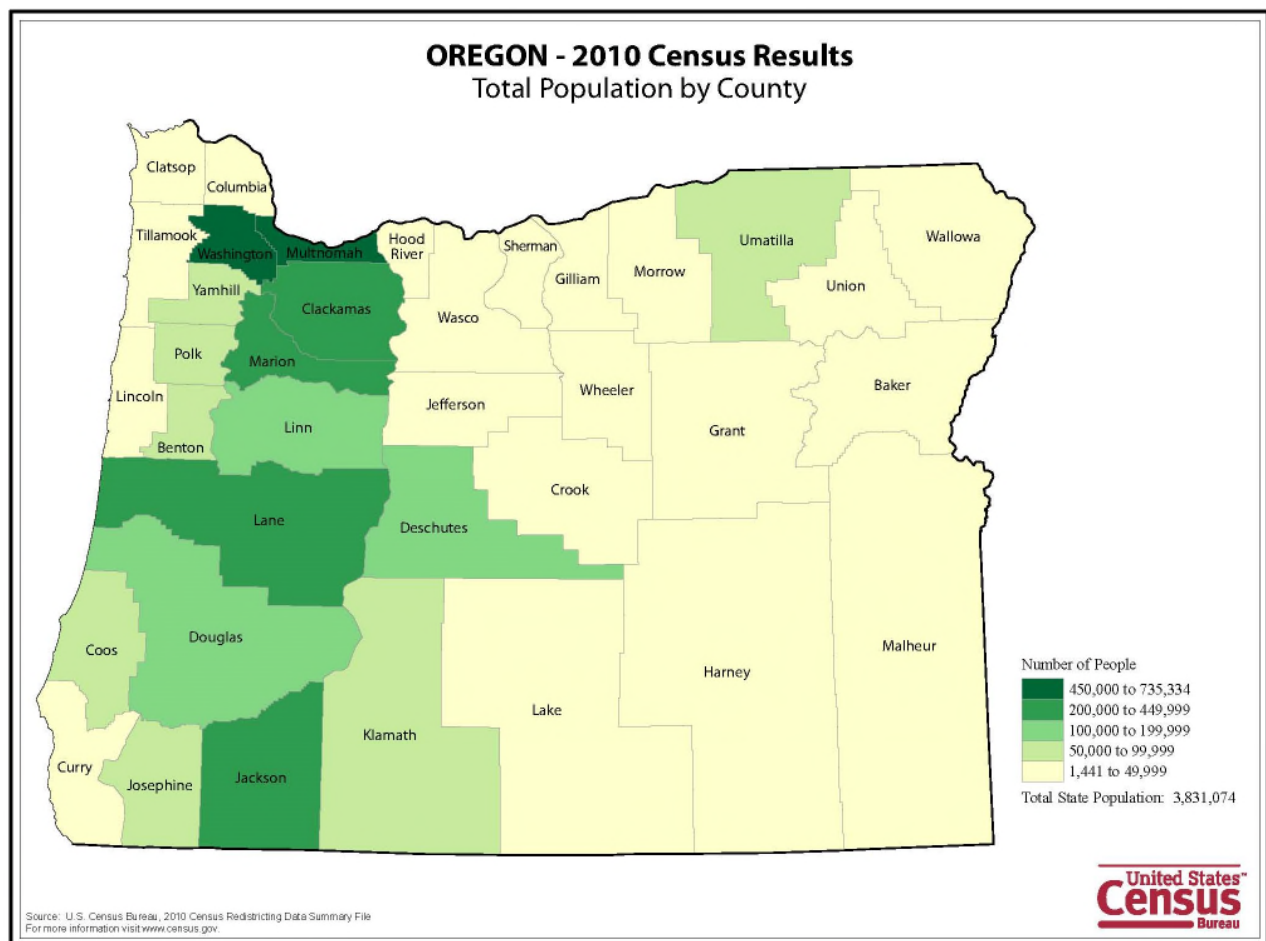 OREGON - 2010 Census Results
Total Population by County
Clatsop
Columbia
Tillamook
Washington
Multnomah
Hood
River
Sherman
Gilliam
Morrow
Umatilla
Wallowa
Union
Yamhill
Clackamas
Wasco
Polk
Marion
Lincoln
Jefferson
Wheeler
Baker
Linn
Grant
Benton
Crook
Lane
Deschutes
Douglas
Coos
Malheur
Harney
Lake
Klamath
Curry
Josephine
Jackson
Number of People
450,000 to 735,334
200,000 to 449,999
100,000 to 199,999
50,000 to 99,999
1,441 to 49,999
Total State Population: 3,831,074
United States™
Census
Bureau
Source: U.S. Census Bureau, 2010 Census Redistricting Data Summary File
For more information visit www.census.gov.